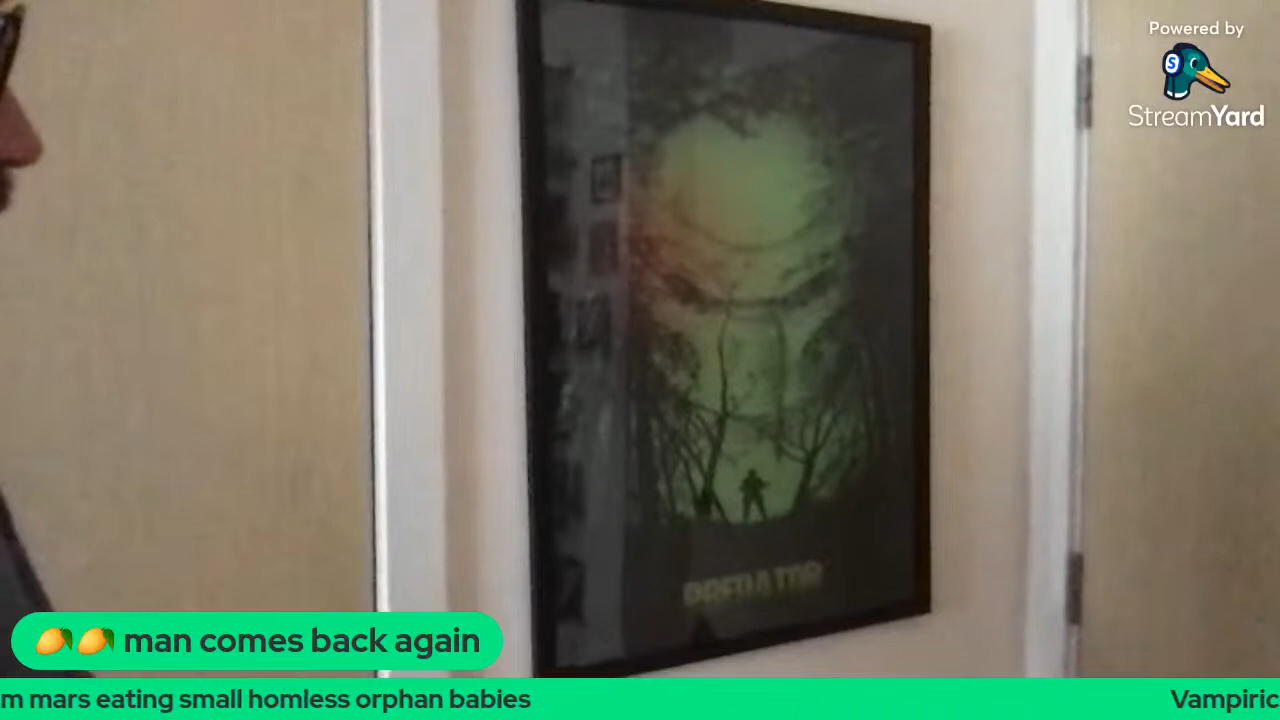 Powered by
S
StreamYard
PREDATOR
🥭🥭 man comes back again
m mars eating small homless orphan babies
Vampiric